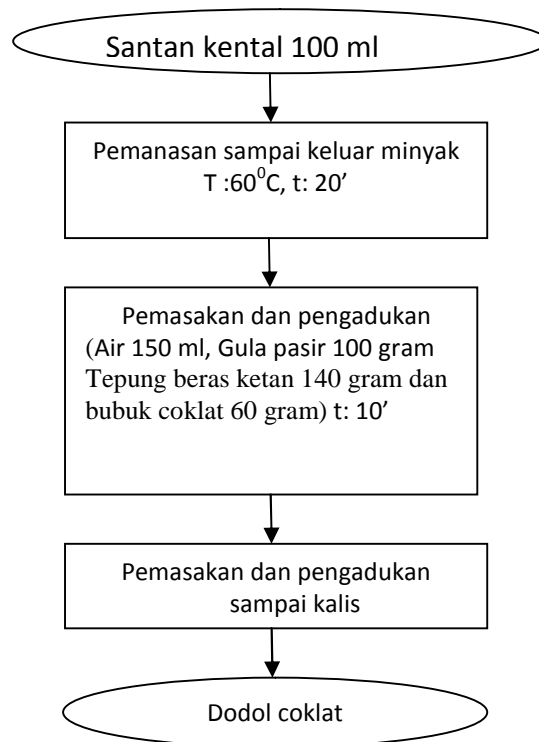 Santan kental 100 ml
Pemanasan sampai keluar minyak
T :60⁰C, t: 20’
Pemasakan dan pengadukan
(Air 150 ml, Gula pasir 100 gram
Tepung beras ketan 140 gram dan
bubuk coklat 60 gram) t: 10’
Pemasakan dan pengadukan
sampai kalis
Dodol coklat